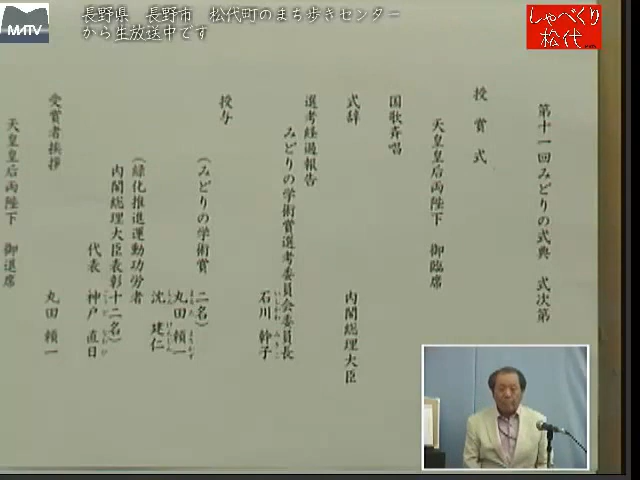 MATV
長野県 長野市 松代町のまち歩きセンター
から生放送中です
しゃべくり
松代
第十一回みどりの式典 式次第
授賞式
天皇皇后両陛下 御臨席
国歌斉唱
式辞 内閣総理大臣
選考経過報告
みどりの学術賞選考委員会委員長
石川 幹子
授与
(みどりの学術賞 二名)
丸田 頼一
沈 建仁
(緑化推進運動功労者
内閣総理大臣表彰十二名)
代表 神戸 直日
受賞者挨拶 丸田 頼一
天皇皇后両陛下 御退席